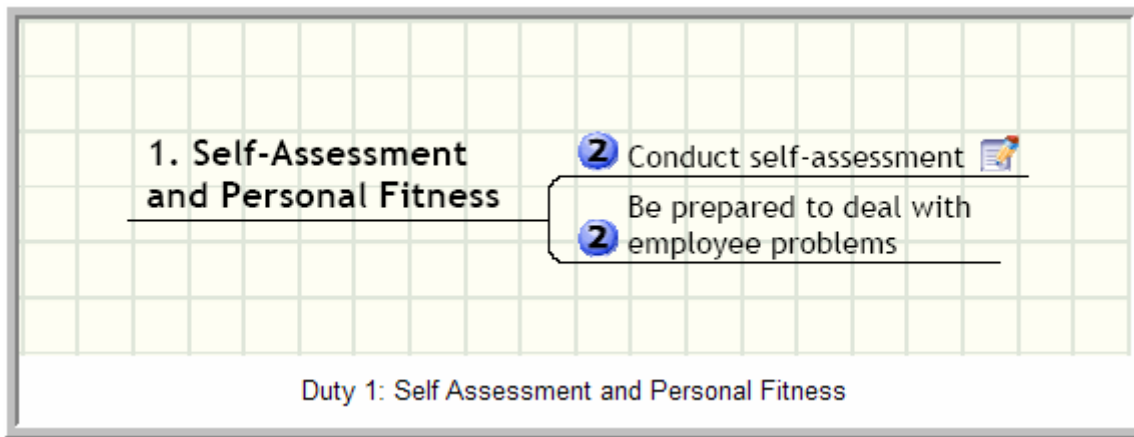 1. Self-Assessment
and Personal Fitness
2 Conduct self-assessment
2 Be prepared to deal with
employee problems
Duty 1: Self Assessment and Personal Fitness